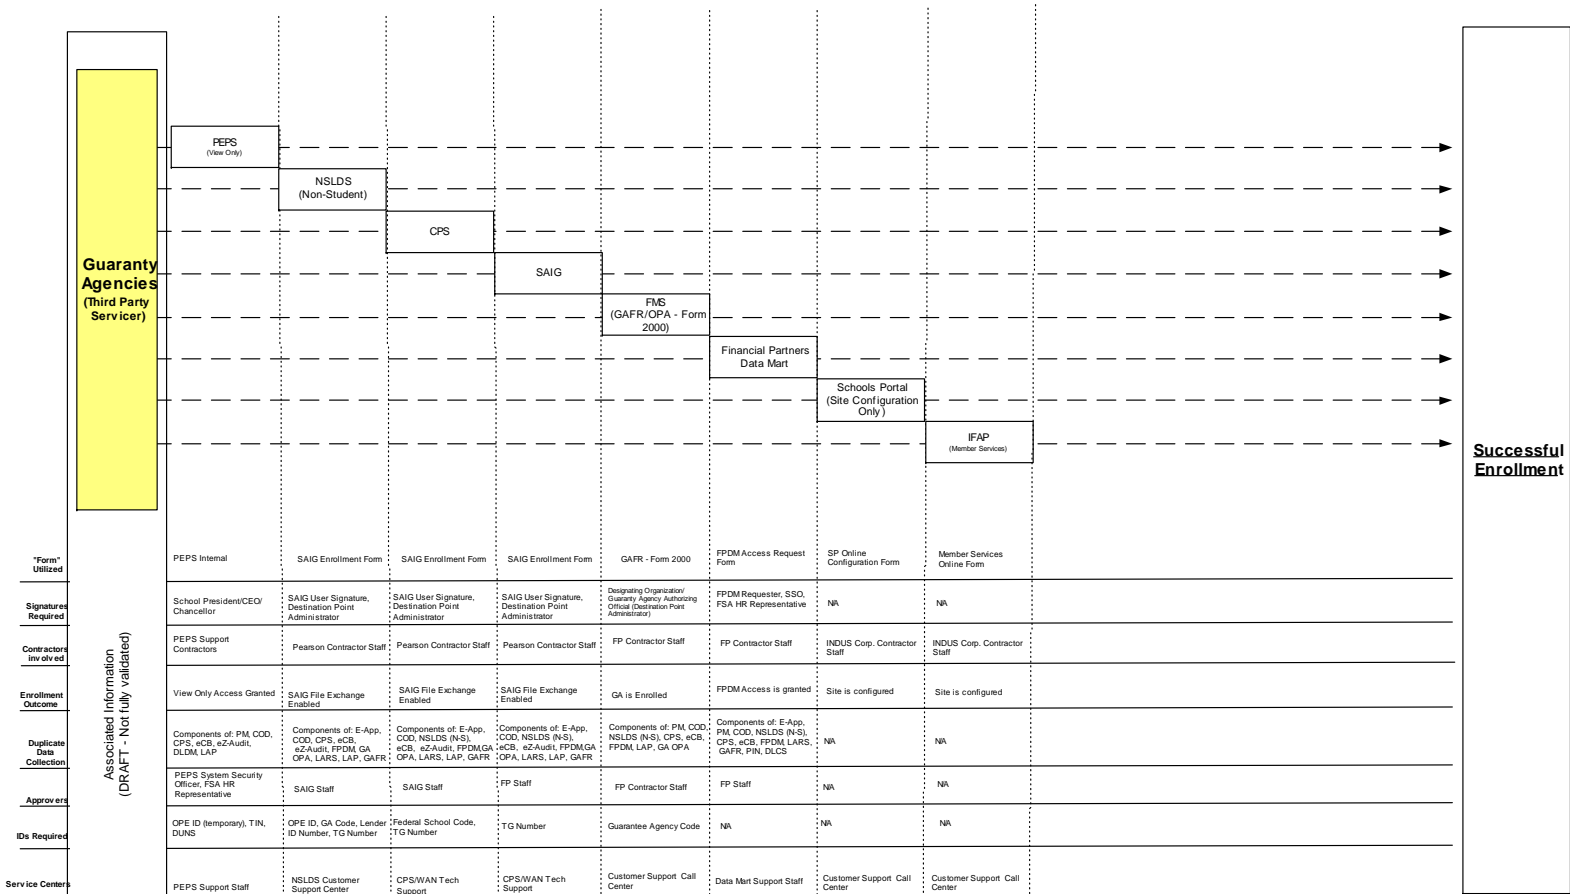 PEPS
(View Only)
NSLDS
(Non-Student)
CPS
SAIG
FMS
(GAFR/OPA - Form
2000)
Financial Partners
Data Mart
Schools Portal
(Site Configuration
Only)
IFAP
(Member Services)
Guaranty
Agencies
(Third Party
Servicer)
Successful
Enrollment
Associated Information
(DRAFT - Not fully validated)
"Form"
Utilized
PEPS Internal
SAIG Enrollment Form
SAIG Enrollment Form
SAIG Enrollment Form
GAFR - Form 2000
FPDM Access Request
Form
SP Online
Configuration Form
Member Services
Online Form
Signatures
Required
School President/CEO/
Chancellor
SAIG User Signature,
Destination Point
Administrator
SAIG User Signature,
Destination Point
Administrator
SAIG User Signature,
Destination Point
Administrator
Designating Organization/
Guaranty Agency Authorizing
Official (Destination Point
Administrator)
FPDM Requester, SSO,
FSA HR Representative
NA
NA
Contractors
involved
PEPS Support
Contractors
Pearson Contractor Staff
Pearson Contractor Staff
Pearson Contractor Staff
FP Contractor Staff
FP Contractor Staff
INDUS Corp. Contractor
Staff
INDUS Corp. Contractor
Staff
Enrollment
Outcome
View Only Access Granted
SAIG File Exchange
Enabled
SAIG File Exchange
Enabled
SAIG File Exchange
Enabled
GA is Enrolled
FPDM Access is granted
Site is configured
Site is configured
Duplicate
Data
Collection
Components of: PM, COD,
CPS, eCB, eZ-Audit,
DLDM, LAP
Components of: E-App,
COD, CPS, eCB,
eZ-Audit, FPDM, GA
OPA, LARS, LAP, GAFR
Components of: E-App,
COD, NSLDS (N-S),
eCB, eZ-Audit, FPDM,GA
OPA, LARS, LAP, GAFR
Components of: E-App,
COD, NSLDS (N-S),
eCB, eZ-Audit, FPDM,GA
OPA, LARS, LAP, GAFR
Components of: PM, COD,
NSLDS (N-S), CPS, eCB,
FPDM, LAP, GA OPA
Components of: E-App,
PM, COD, NSLDS (N-S),
CPS, eCB, FPDM, LARS,
GAFR, PIN, DLCS
NA
NA
Approvers
PEPS System Security
Officer, FSA HR
Representative
SAIG Staff
SAIG Staff
FP Staff
FP Contractor Staff
FP Staff
NA
NA
IDs Required
OPE ID (temporary), TIN,
DUNS
OPE ID, GA Code, Lender
ID Number, TG Number
Federal School Code,
TG Number
TG Number
Guarantee Agency Code
NA
NA
NA
Service Centers
PEPS Support Staff
NSLDS Customer
Support Center
CPS/WAN Tech
Support
CPS/WAN Tech
Support
Customer Support Call
Center
Data Mart Support Staff
Customer Support Call
Center
Customer Support Call
Center